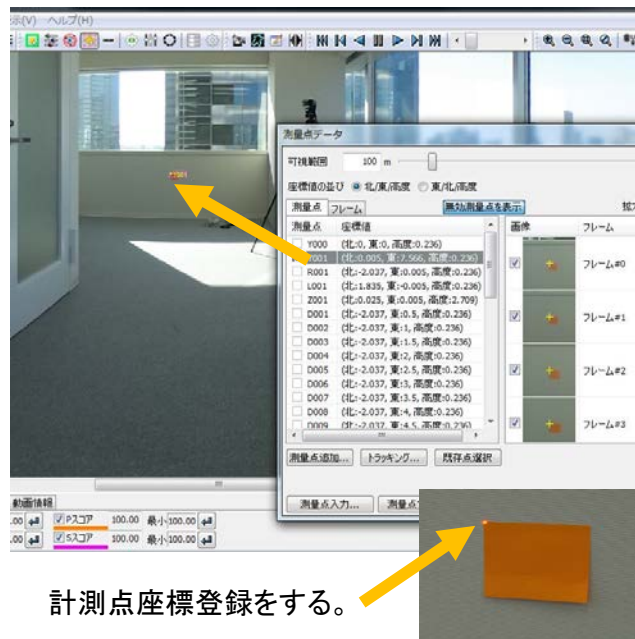 示(V) ヘルプ(H)
測量点データ
可視範囲 100 m
座標値の並び 北/東/高度 東/北/高度
測量点 フレーム 無効測量点を表示
測量点 座標値
画像 フレーム
Y000 (北:0, 東:0, 高度:0.236)
Y001 (北:0.005, 東:7.566, 高度:0.236)
R001 (北:-2.037, 東:0.005, 高度:0.236)
L001 (北:1.835, 東:-0.005, 高度:0.236)
Z001 (北:0.025, 東:0.005, 高度:2.709)
D001 (北:-2.037, 東:0.5, 高度:0.236)
D002 (北:-2.037, 東:1, 高度:0.236)
D003 (北:-2.037, 東:1.5, 高度:0.236)
D004 (北:-2.037, 東:2, 高度:0.236)
D005 (北:-2.037, 東:2.5, 高度:0.236)
D006 (北:-2.037, 東:3, 高度:0.236)
D007 (北:-2.037, 東:3.5, 高度:0.236)
D008 (北:-2.037, 東:4, 高度:0.236)
D009 (北:-2.037, 東:4.5, 高度:0.236)
フレーム#0
フレーム#1
フレーム#2
フレーム#3
測量点追加... トラッキング... 既存点選択
測量点入力...
動画情報
.00 Pスコア 100.00 最小 100.00
.00 Sスコア 100.00 最小 100.00
計測点座標登録をする。